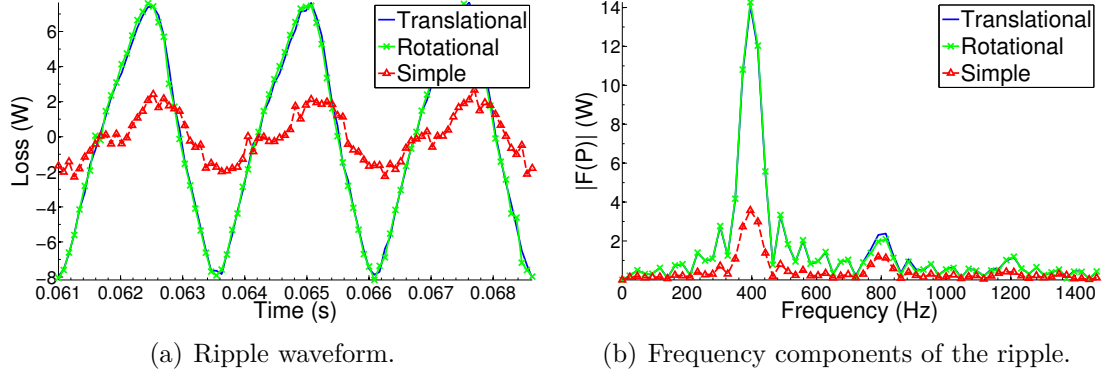 6
4
2
0
−2
−4
−6
−8
Loss (W)
0.061 0.062 0.063 0.064 0.065 0.066 0.067 0.068
Time (s)
Translational
Rotational
Simple
(a) Ripple waveform.
14
12
10
8
6
4
2
|F(P)| (W)
0 200 400 600 800 1000 1200 1400
Frequency (Hz)
Translational
Rotational
Simple
(b) Frequency components of the ripple.